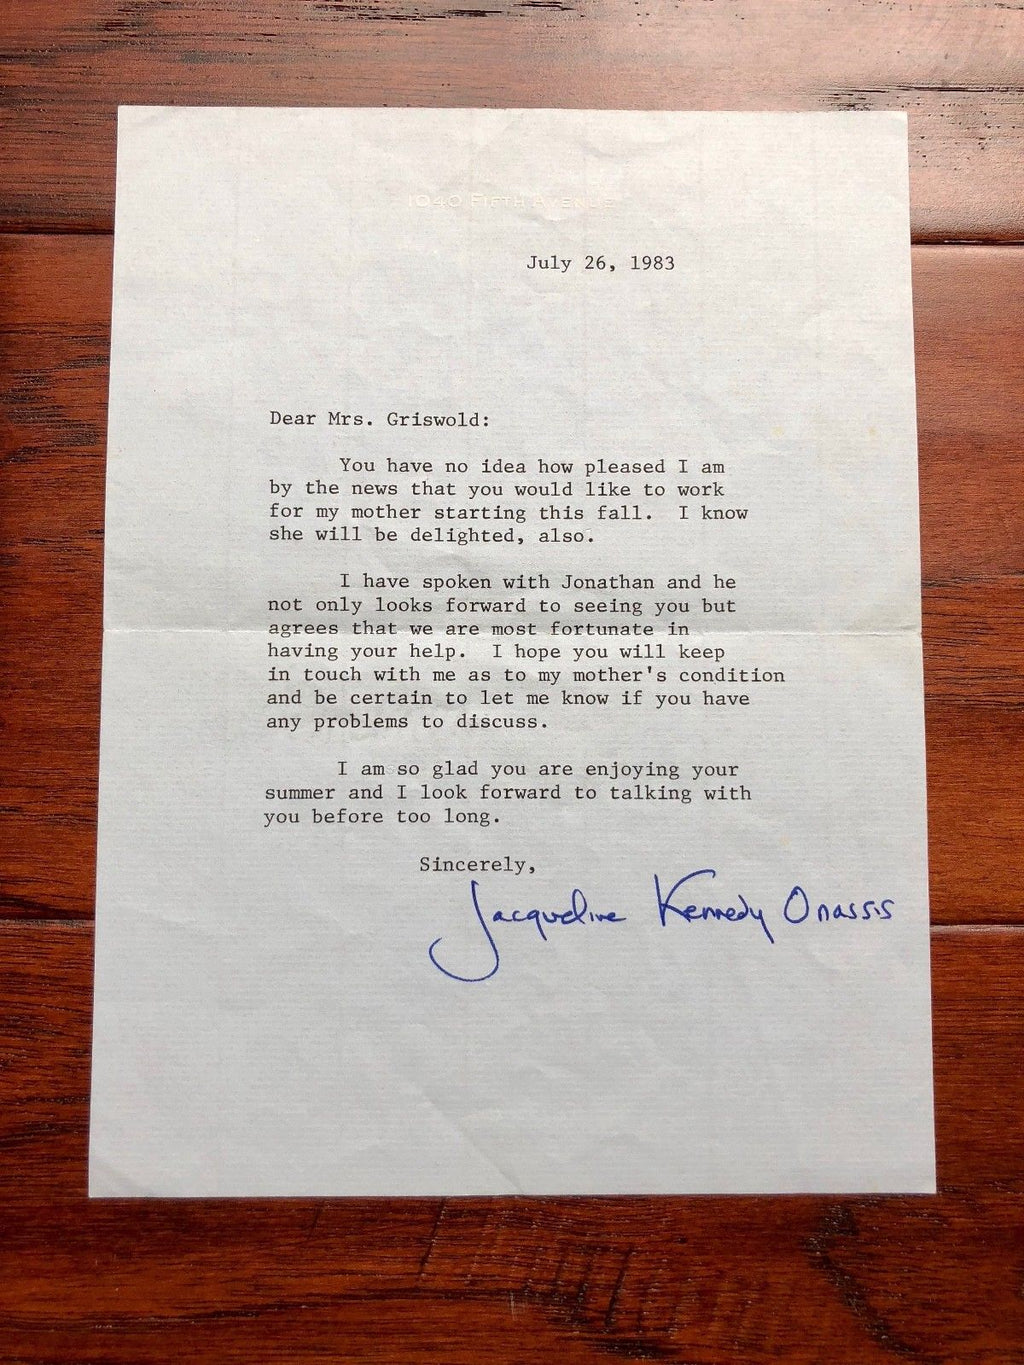 1040 FIFTH AVENUE
July 26, 1983
Dear Mrs. Griswold:
You have no idea how pleased I am
by the news that you would like to work
for my mother starting this fall.  I know
she will be delighted, also.
I have spoken with Jonathan and he
not only looks forward to seeing you but
agrees that we are most fortunate in
having your help.  I hope you will keep
in touch with me as to my mother's condition
and be certain to let me know if you have
any problems to discuss.
I am so glad you are enjoying your
summer and I look forward to talking with
you before too long.
Sincerely,
Jacqueline Kennedy Onassis